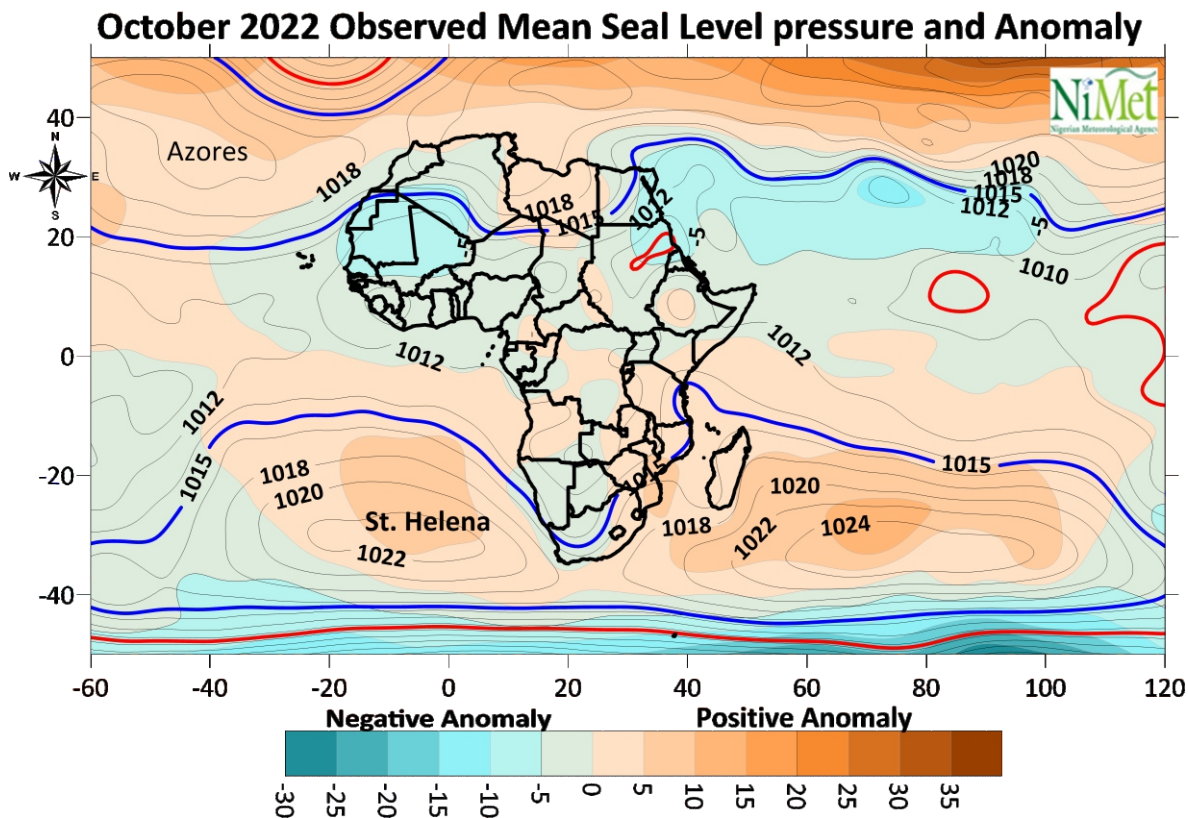 October 2022 Observed Mean Seal Level pressure and Anomaly
NiMet
Nigerian Meteorological Agency
N
W E
S
40
20
0
-20
-40
Azores
1018
1018
1015
1012
-5
-5
1020
1018
1015
1012
-5
1010
1012
1012
1012
1015
1015
1018
1020
St. Helena
1022
1018
1020
1022
1024
-60 -40 -20 0 20 40 60 80 100 120
Negative Anomaly Positive Anomaly
-30 -25 -20 -15 -10 -5 0 5 10 15 20 25 30 35